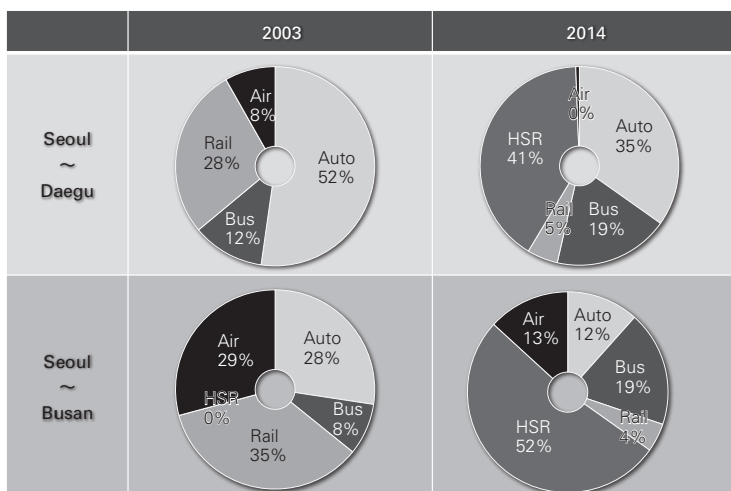 2003
2014
Seoul
~
Daegu
Air
8%
Rail
28%
Auto
52%
Bus
12%
Air
0%
HSR
41%
Auto
35%
Rail
5%
Bus
19%
Seoul
~
Busan
Air
29%
Auto
28%
HSR
0%
Bus
8%
Rail
35%
Air
13%
Auto
12%
Bus
19%
Rail
4%
HSR
52%